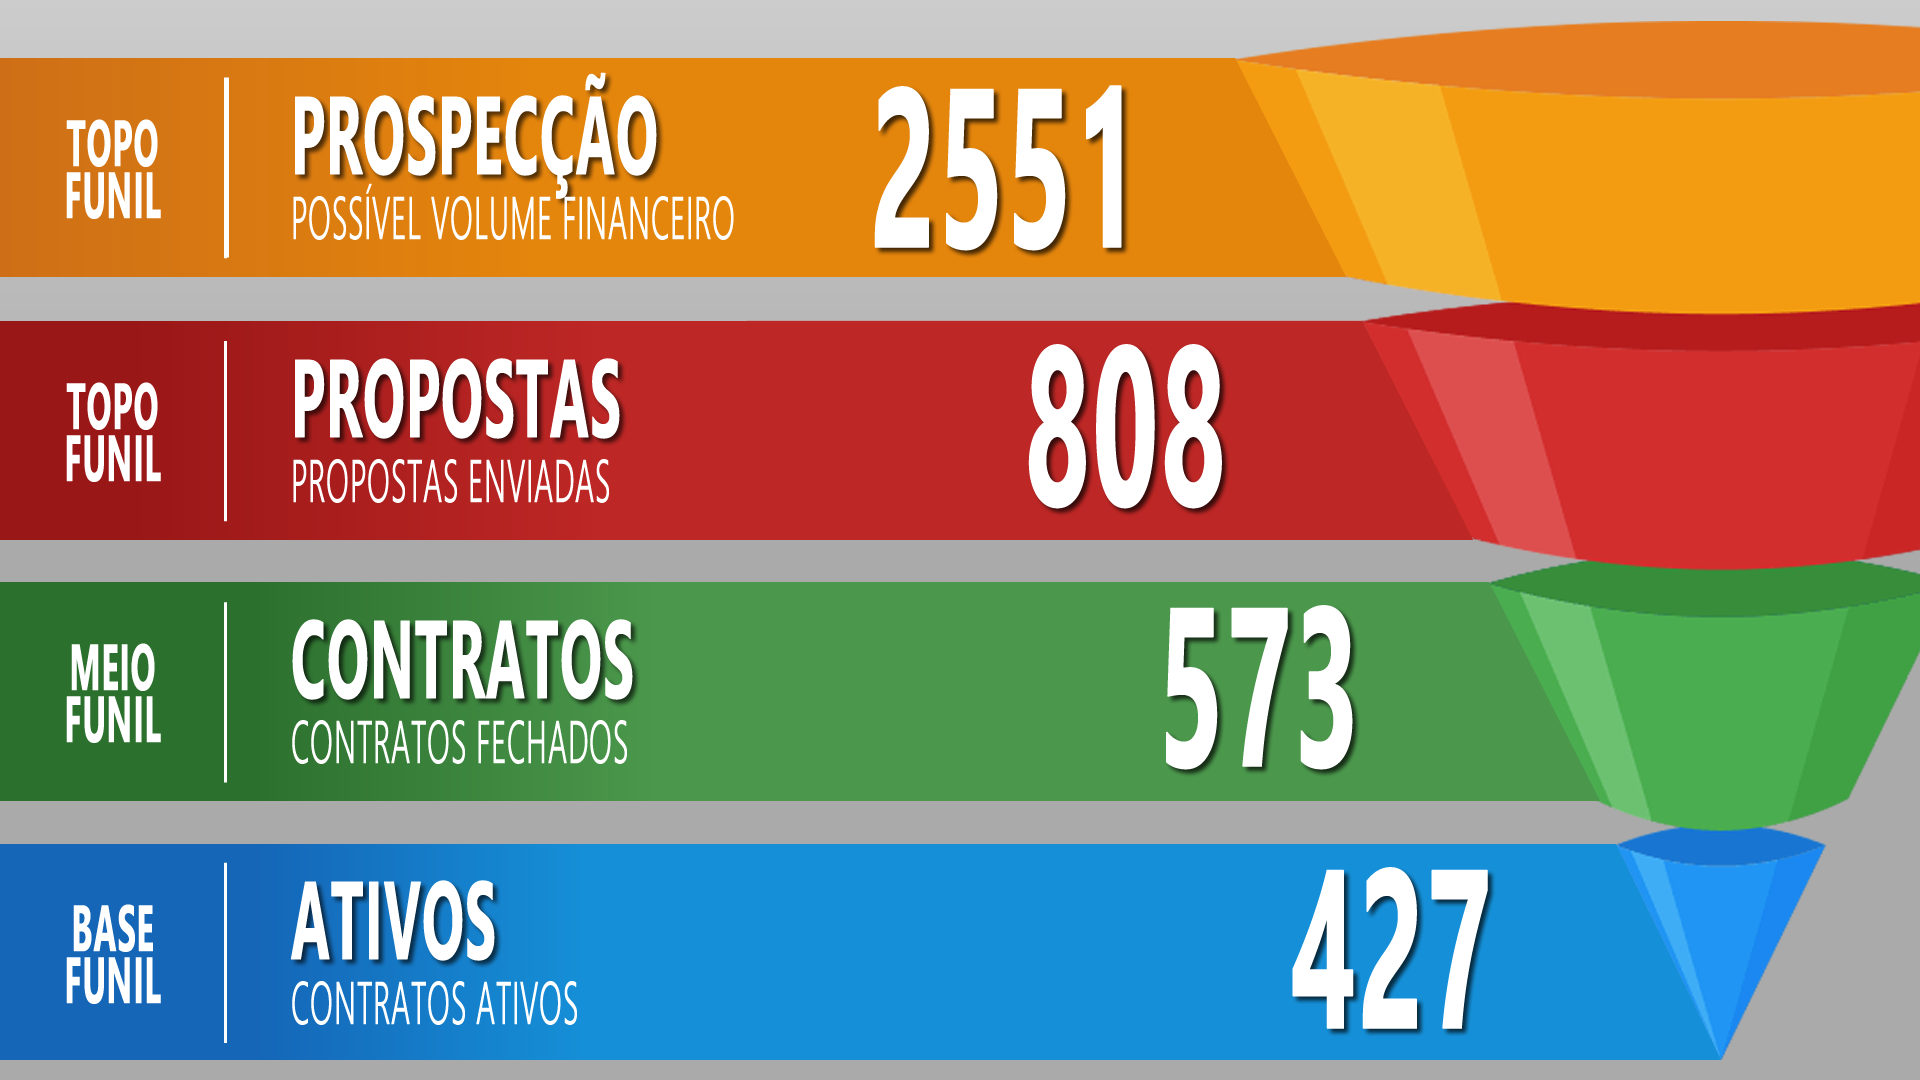 TOPO
FUNIL
PROSPECÇÃO
POSSÍVEL VOLUME FINANCEIRO
2551
TOPO
FUNIL
PROPOSTAS
PROPOSTAS ENVIADAS
808
MEIO
FUNIL
CONTRATOS
CONTRATOS FECHADOS
573
BASE
FUNIL
ATIVOS
CONTRATOS ATIVOS
427